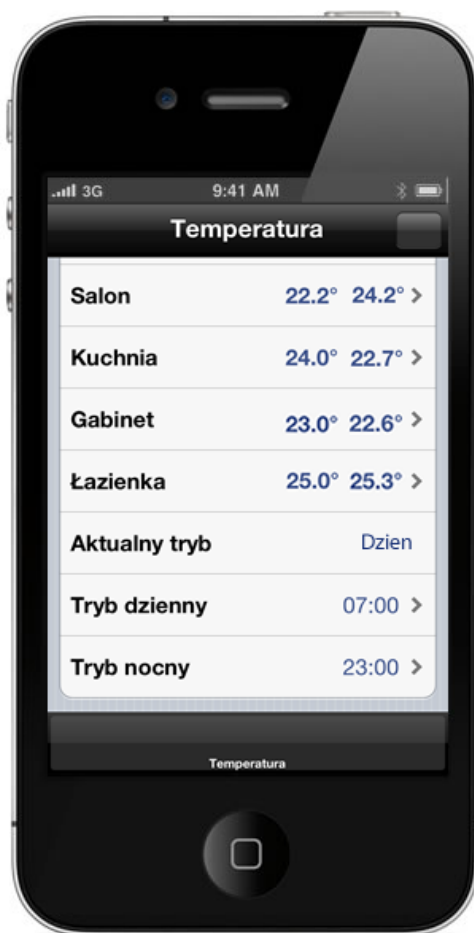 3G 9:41 AM
Temperatura
Salon 22.2° 24.2° >
Kuchnia 24.0° 22.7° >
Gabinet 23.0° 22.6° >
Łazienka 25.0° 25.3° >
Aktualny tryb Dzien
Tryb dzienny 07:00 >
Tryb nocny 23:00 >
Temperatura